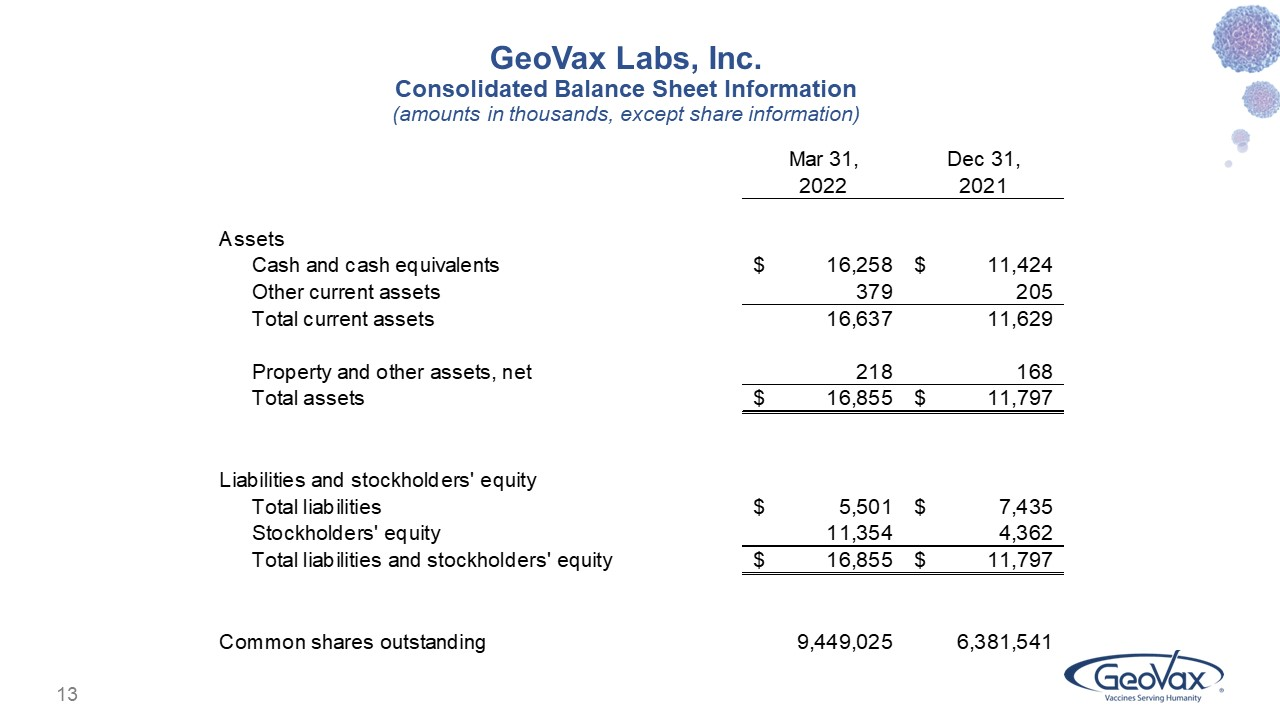 GeoVax Labs, Inc.
Consolidated Balance Sheet Information
(amounts in thousands, except share information)
Mar 31, Dec 31,
2022 2021
Assets
Cash and cash equivalents $ 16,258 $ 11,424
Other current assets 379 205
Total current assets 16,637 11,629
Property and other assets, net 218 168
Total assets $ 16,855 $ 11,797
Liabilities and stockholders' equity
Total liabilities $ 5,501 $ 7,435
Stockholders' equity 11,354 4,362
Total liabilities and stockholders' equity $ 16,855 $ 11,797
Common shares outstanding 9,449,025 6,381,541
GEOVAX ®
Vaccines Serving Humanity
13